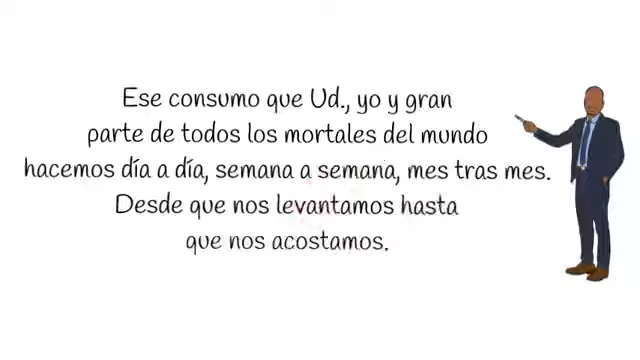 Ese consumo que Ud., yo y gran
parte de todos los mortales del mundo
hacemos día a día, semana a semana, mes tras mes.
Desde que nos levantamos hasta
que nos acostamos.